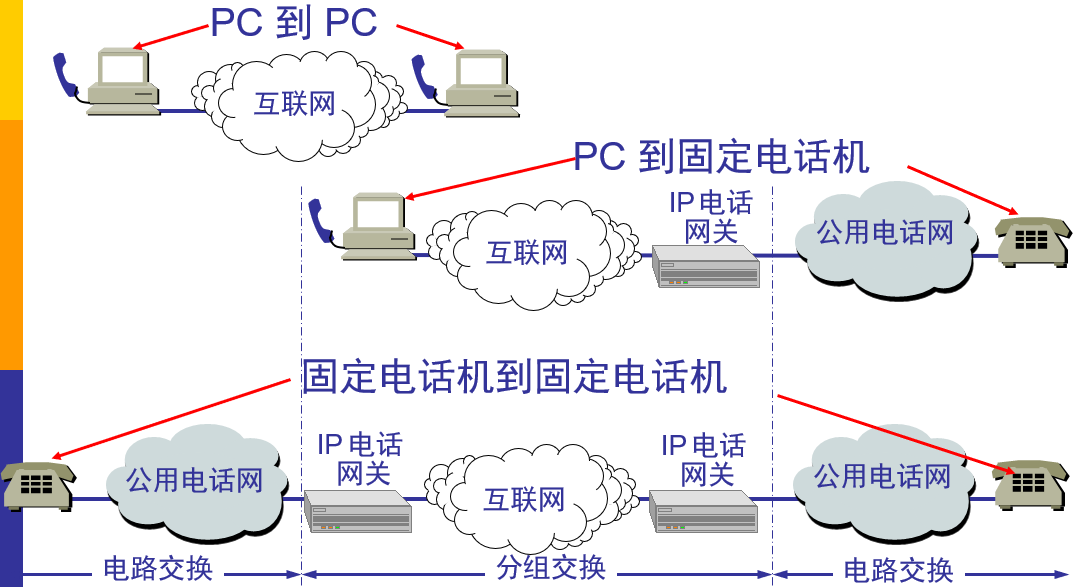 PC 到 PC
互联网
PC 到固定电话机
IP 电话
网关
互联网
公用电话网
固定电话机到固定电话机
IP 电话
网关
IP 电话
网关
公用电话网
互联网
公用电话网
电路交换
分组交换
电路交换